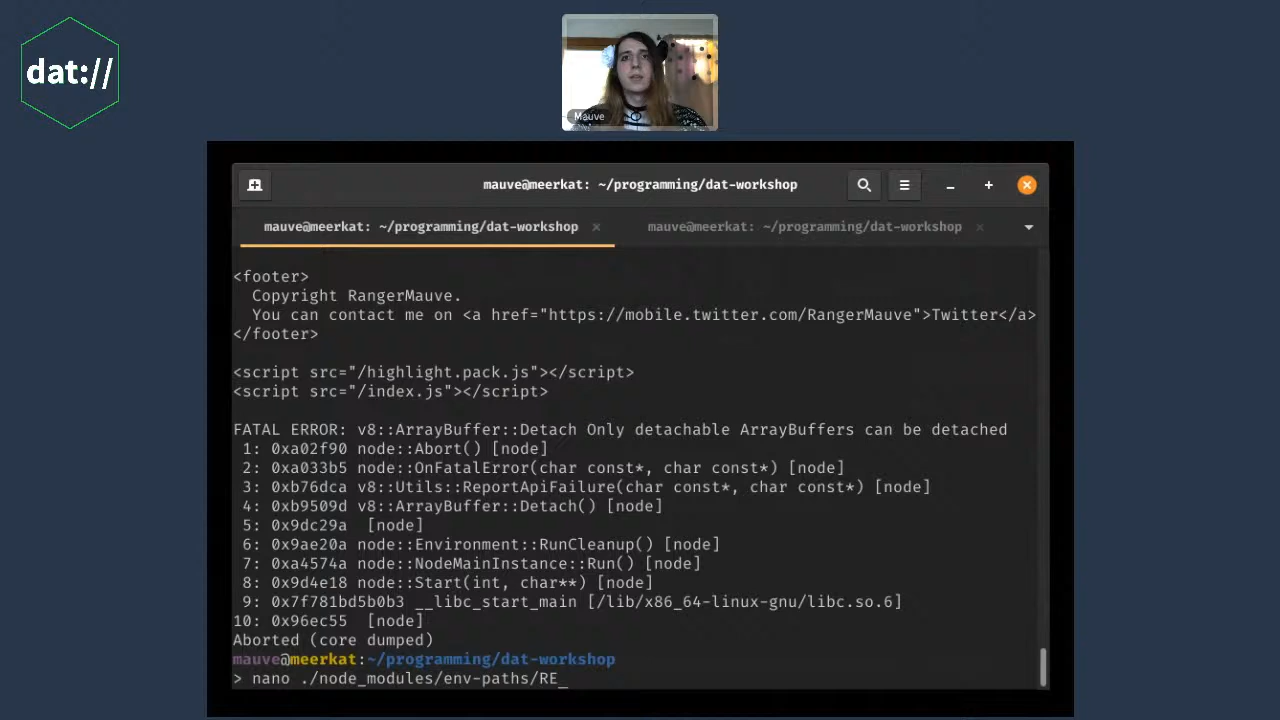 dat://
Mauve
mauve@meerkat: ~/programming/dat-workshop
mauve@meerkat: ~/programming/dat-workshop
mauve@meerkat: ~/programming/dat-workshop
<footer>
Copyright RangerMauve.
You can contact me on <a href="https://mobile.twitter.com/RangerMauve">Twitter</a>
</footer>
<script src="/highlight.pack.js"></script>
<script src="/index.js"></script>
FATAL ERROR: v8::ArrayBuffer::Detach Only detachable ArrayBuffers can be detached
1: 0xa02f90 node::Abort() [node]
2: 0xa033b5 node::OnFatalError(char const*, char const*) [node]
3: 0xb76dca v8::Utils::ReportApiFailure(char const*, char const*) [node]
4: 0xb9509d v8::ArrayBuffer::Detach() [node]
5: 0x9dc29a  [node]
6: 0x9ae20a node::Environment::RunCleanup() [node]
7: 0xa4574a node::NodeMainInstance::Run() [node]
8: 0x9d4e18 node::Start(int, char**) [node]
9: 0x7f781bd5b0b3 __libc_start_main [/lib/x86_64-linux-gnu/libc.so.6]
10: 0x96ec55  [node]
Aborted (core dumped)
mauve@meerkat:~/programming/dat-workshop
> nano ./node_modules/env-paths/RE_